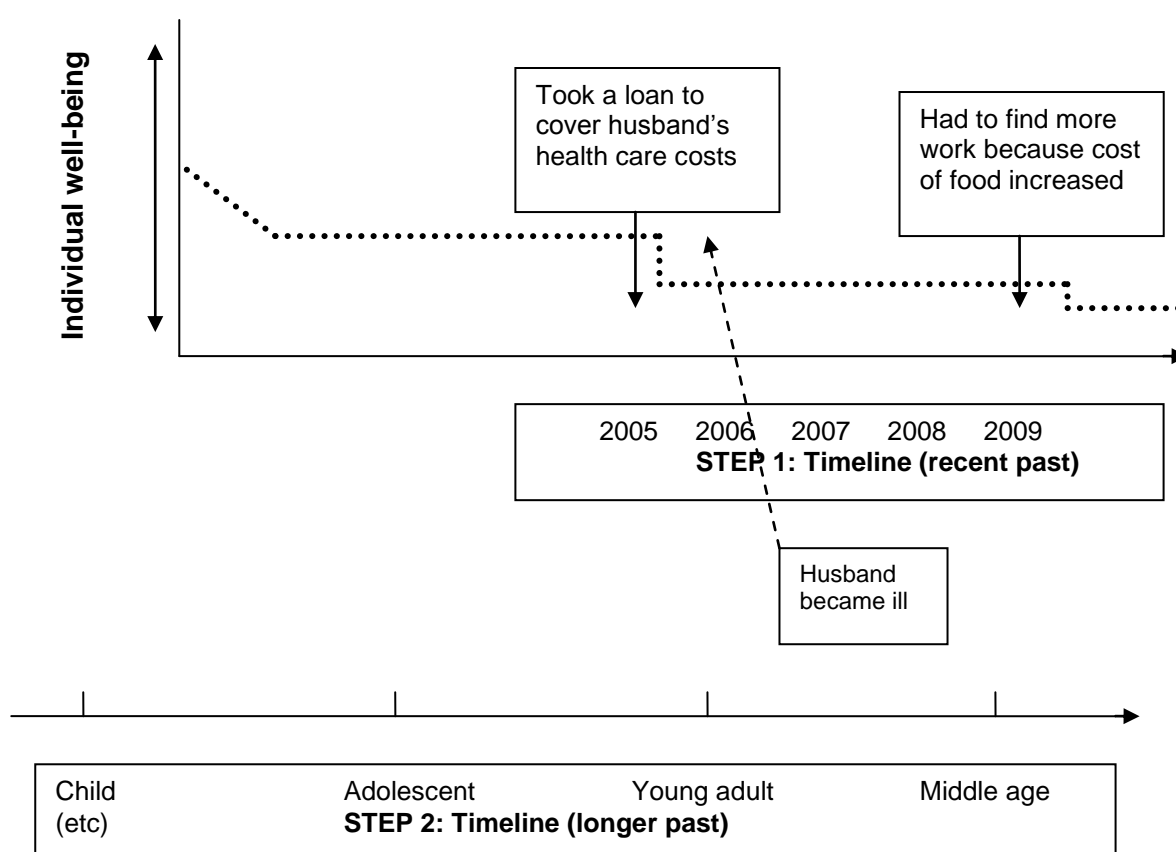 Individual well-being
Took a loan to
cover husband's
health care costs
Had to find more
work because cost
of food increased
2005 2006 2007 2008 2009
STEP 1: Timeline (recent past)
Husband
became ill
Child Adolescent Young adult Middle age
(etc) STEP 2: Timeline (longer past)